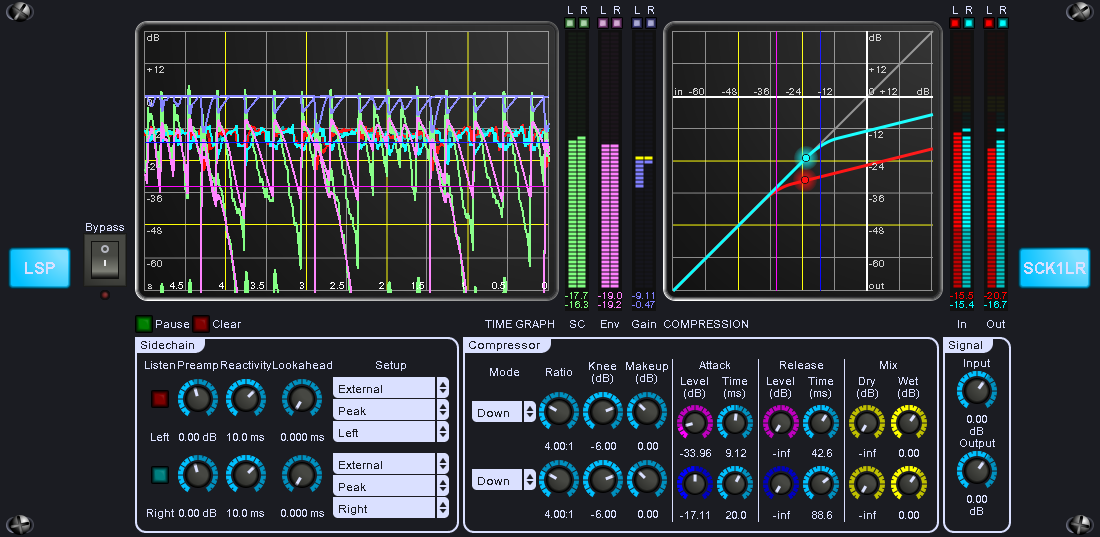 L R L R L R
L R L R
dB
+12
0
-12
-24
-36
-48
-60
s 4.5 4 3.5 3 2.5 2 1.5 1 0.5 0
dB
+12
in -60 -48 -36 -24 -12 0 +12 dB
-12
-24
-36
-48
-60
out
Bypass
LSP
SCK1LR
-17.7 -19.0 -9.11
-16.3 -19.2 -0.47
-15.5 -20.7
-15.4 -16.7
Pause Clear
TIME GRAPH SC Env Gain COMPRESSION
In Out
Sidechain
Listen Preamp Reactivity Lookahead Setup
External
Peak
Left
Left 0.00 dB 10.0 ms 0.000 ms
External
Peak
Right
Right 0.00 dB 10.0 ms 0.000 ms
Compressor
Mode Ratio Knee (dB) Makeup (dB)
Attack Release Mix
Level (dB) Time (ms) Level (dB) Time (ms) Dry (dB) Wet (dB)
Down
4.00:1 -6.00 0.00 -33.96 9.12 -inf 42.6 -inf 0.00
Down
4.00:1 -6.00 0.00 -17.11 20.0 -inf 88.6 -inf 0.00
Signal
Input
0.00
dB
Output
0.00
dB